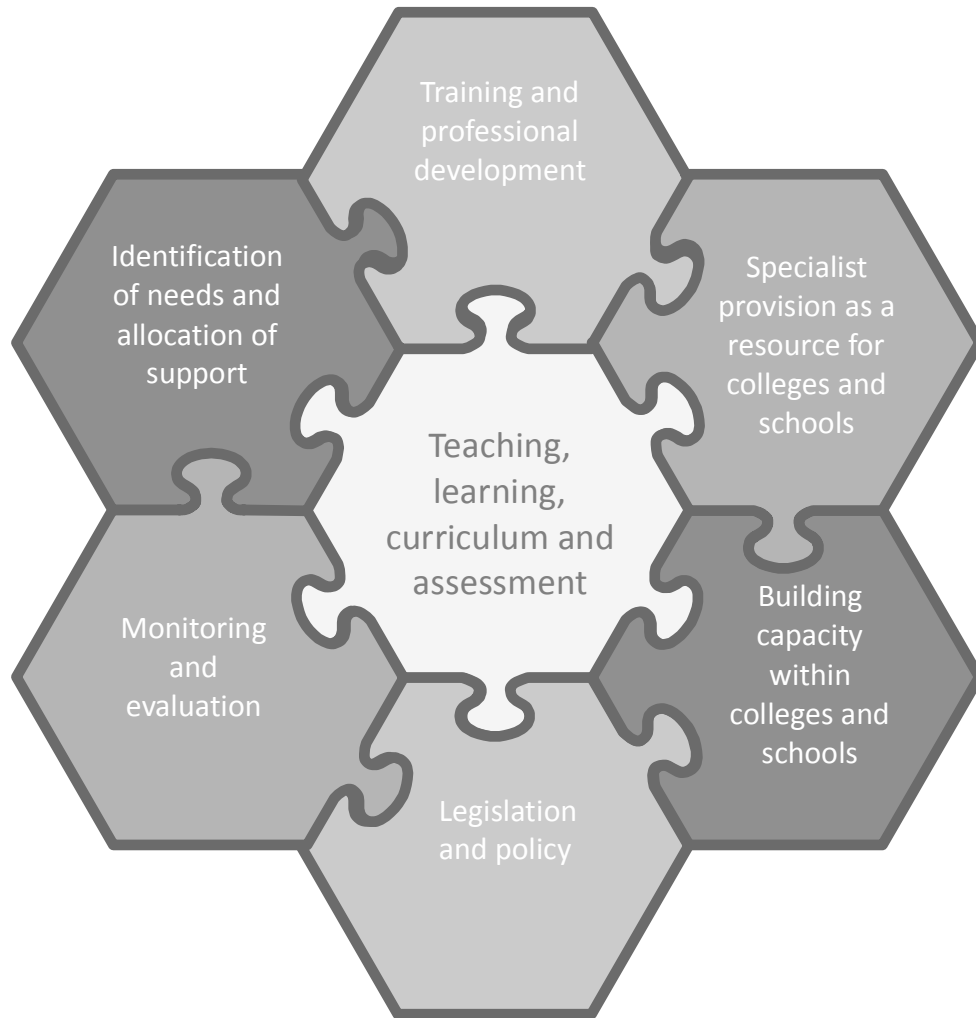 Training and
professional
development
Identification
of needs and
allocation of
support
Specialist
provision as a
resource for
colleges and
schools
Teaching,
learning,
curriculum and
assessment
Monitoring
and
evaluation
Building
capacity
within
colleges and
schools
Legislation
and policy